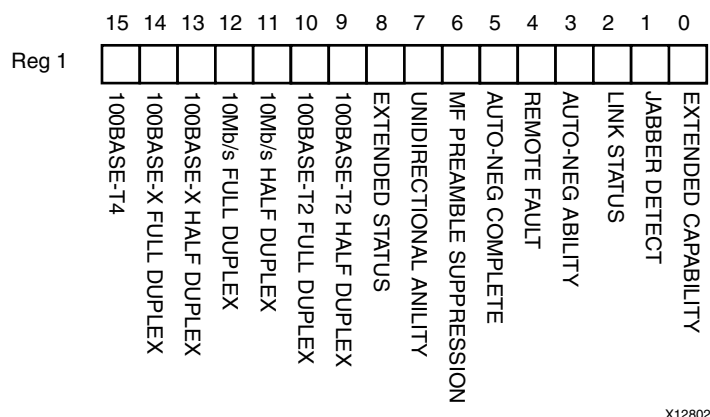 15 14 13 12 11 10 9 8 7 6 5 4 3 2 1 0
Reg 1
100BASE-T4
100BASE-X FULL DUPLEX
100BASE-X HALF DUPLEX
10Mb/s FULL DUPLEX
10Mb/s HALF DUPLEX
100BASE-T2 FULL DUPLEX
100BASE-T2 HALF DUPLEX
EXTENDED STATUS
UNIDIRECTIONAL ANILITY
MF PREAMBLE SUPPRESSION
AUTO-NEG COMPLETE
REMOTE FAULT
AUTO-NEG ABILITY
LINK STATUS
JABBER DETECT
EXTENDED CAPABILITY
X12802